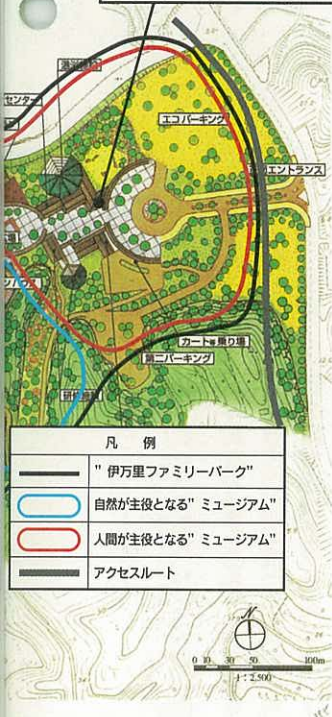 センター
エコパーキング
エントランス
カート乗り場
第二パーキング
凡 例
" 伊万里ファミリーパーク"
自然が主役となる" ミュージアム"
人間が主役となる" ミュージアム"
アクセスルート
N
0 10 30 50 100m
1:2,500